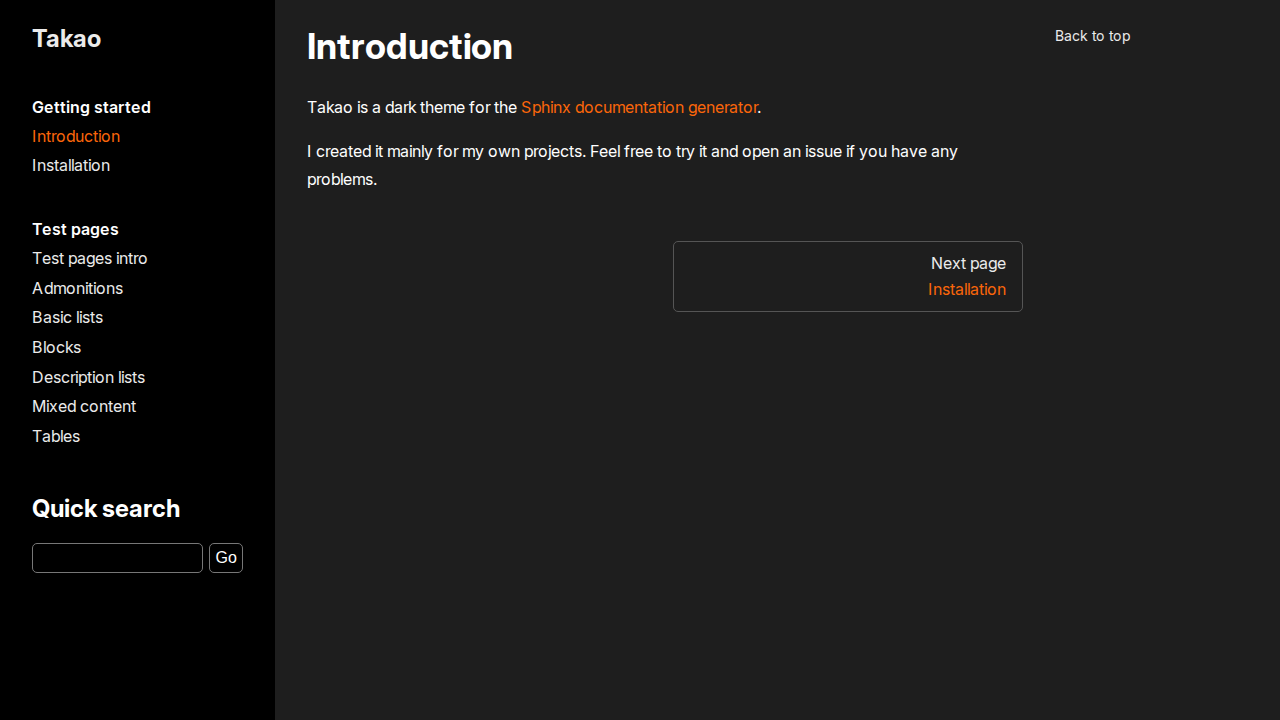 Takao
Getting started
Introduction
Installation
Test pages
Test pages intro
Admonitions
Basic lists
Blocks
Description lists
Mixed content
Tables
Quick search
Go
Introduction
Takao is a dark theme for the Sphinx documentation generator.
I created it mainly for my own projects. Feel free to try it and open an issue if you have any
problems.
Next page
Installation
Back to top